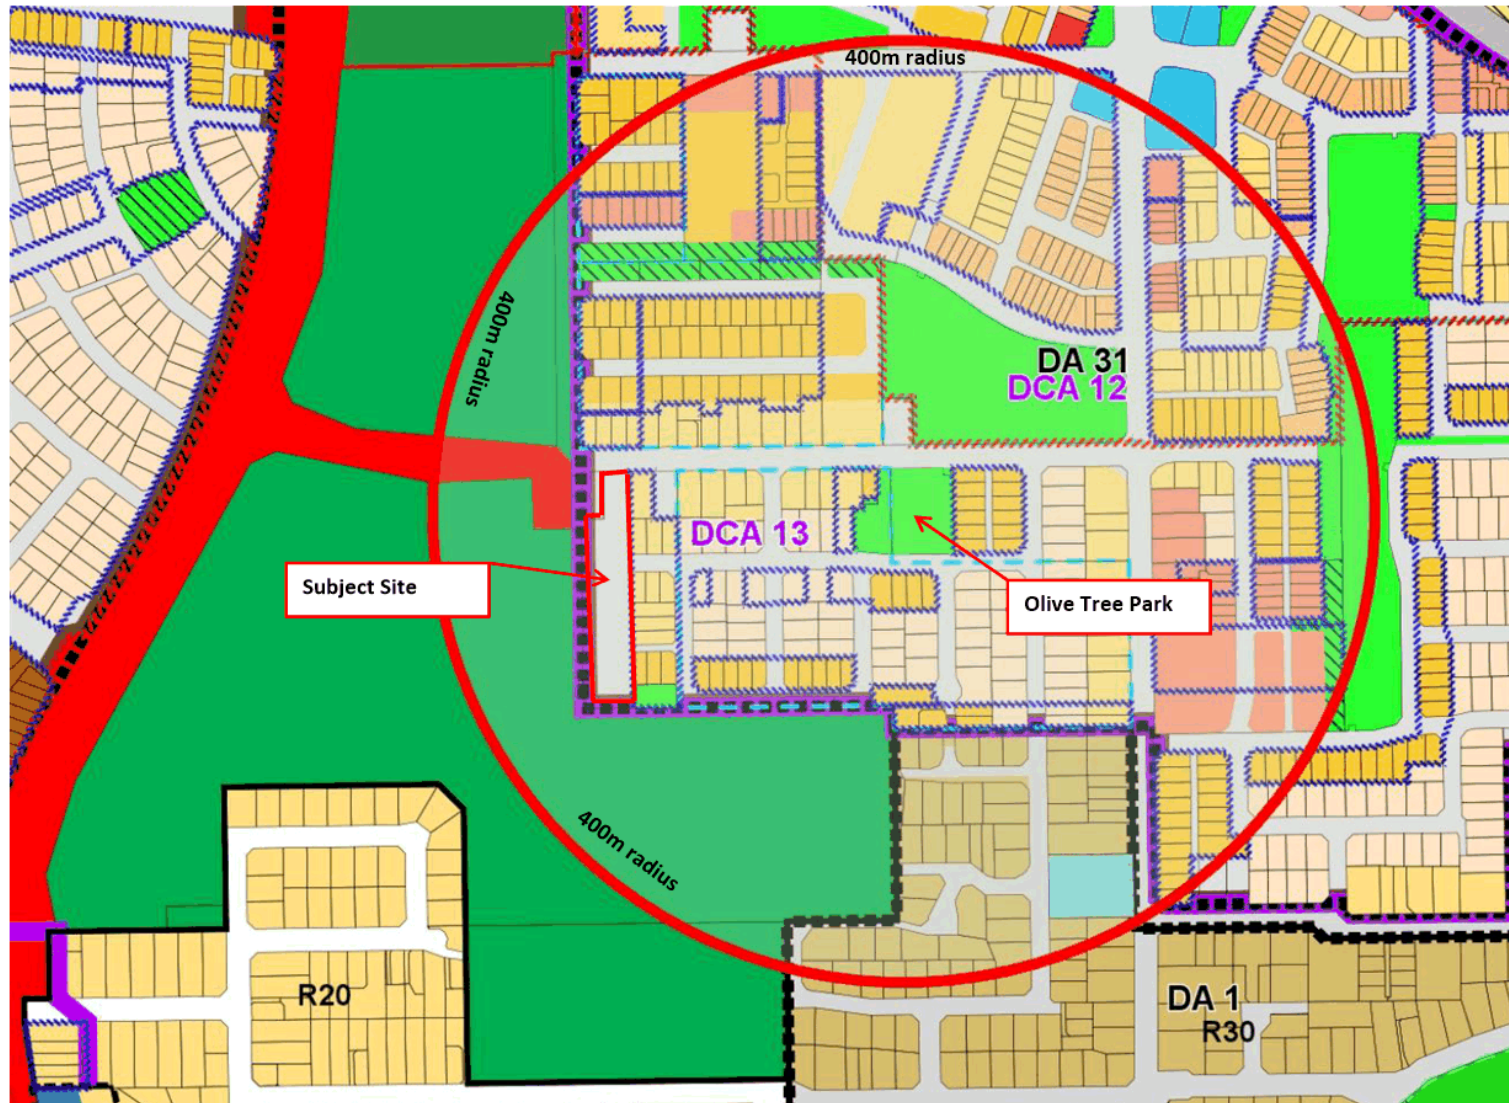 400m radius
400m radius
DA 31
DCA 12
DCA 13
Subject Site
Olive Tree Park
400m radius
R20
DA 1
R30